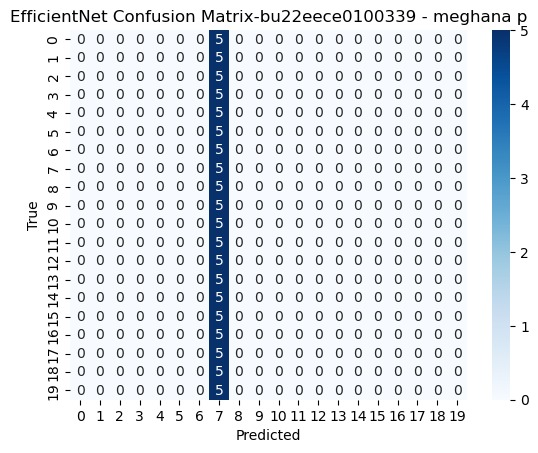 EfficientNet Confusion Matrix-bu22eece0100339 - meghana p
0 0 0 0 0 0 0 0 5 0 0 0 0 0 0 0 0 0 0 0 0
1 0 0 0 0 0 0 0 5 0 0 0 0 0 0 0 0 0 0 0 0
2 0 0 0 0 0 0 0 5 0 0 0 0 0 0 0 0 0 0 0 0
3 0 0 0 0 0 0 0 5 0 0 0 0 0 0 0 0 0 0 0 0
4 0 0 0 0 0 0 0 5 0 0 0 0 0 0 0 0 0 0 0 0
5 0 0 0 0 0 0 0 5 0 0 0 0 0 0 0 0 0 0 0 0
6 0 0 0 0 0 0 0 5 0 0 0 0 0 0 0 0 0 0 0 0
7 0 0 0 0 0 0 0 5 0 0 0 0 0 0 0 0 0 0 0 0
8 0 0 0 0 0 0 0 5 0 0 0 0 0 0 0 0 0 0 0 0
9 0 0 0 0 0 0 0 5 0 0 0 0 0 0 0 0 0 0 0 0
10 0 0 0 0 0 0 0 5 0 0 0 0 0 0 0 0 0 0 0 0
11 0 0 0 0 0 0 0 5 0 0 0 0 0 0 0 0 0 0 0 0
12 0 0 0 0 0 0 0 5 0 0 0 0 0 0 0 0 0 0 0 0
13 0 0 0 0 0 0 0 5 0 0 0 0 0 0 0 0 0 0 0 0
14 0 0 0 0 0 0 0 5 0 0 0 0 0 0 0 0 0 0 0 0
15 0 0 0 0 0 0 0 5 0 0 0 0 0 0 0 0 0 0 0 0
16 0 0 0 0 0 0 0 5 0 0 0 0 0 0 0 0 0 0 0 0
17 0 0 0 0 0 0 0 5 0 0 0 0 0 0 0 0 0 0 0 0
18 0 0 0 0 0 0 0 5 0 0 0 0 0 0 0 0 0 0 0 0
19 0 0 0 0 0 0 0 5 0 0 0 0 0 0 0 0 0 0 0 0
0 1 2 3 4 5 6 7 8 9 10 11 12 13 14 15 16 17 18 19
Predicted
True
5
4
3
2
1
0